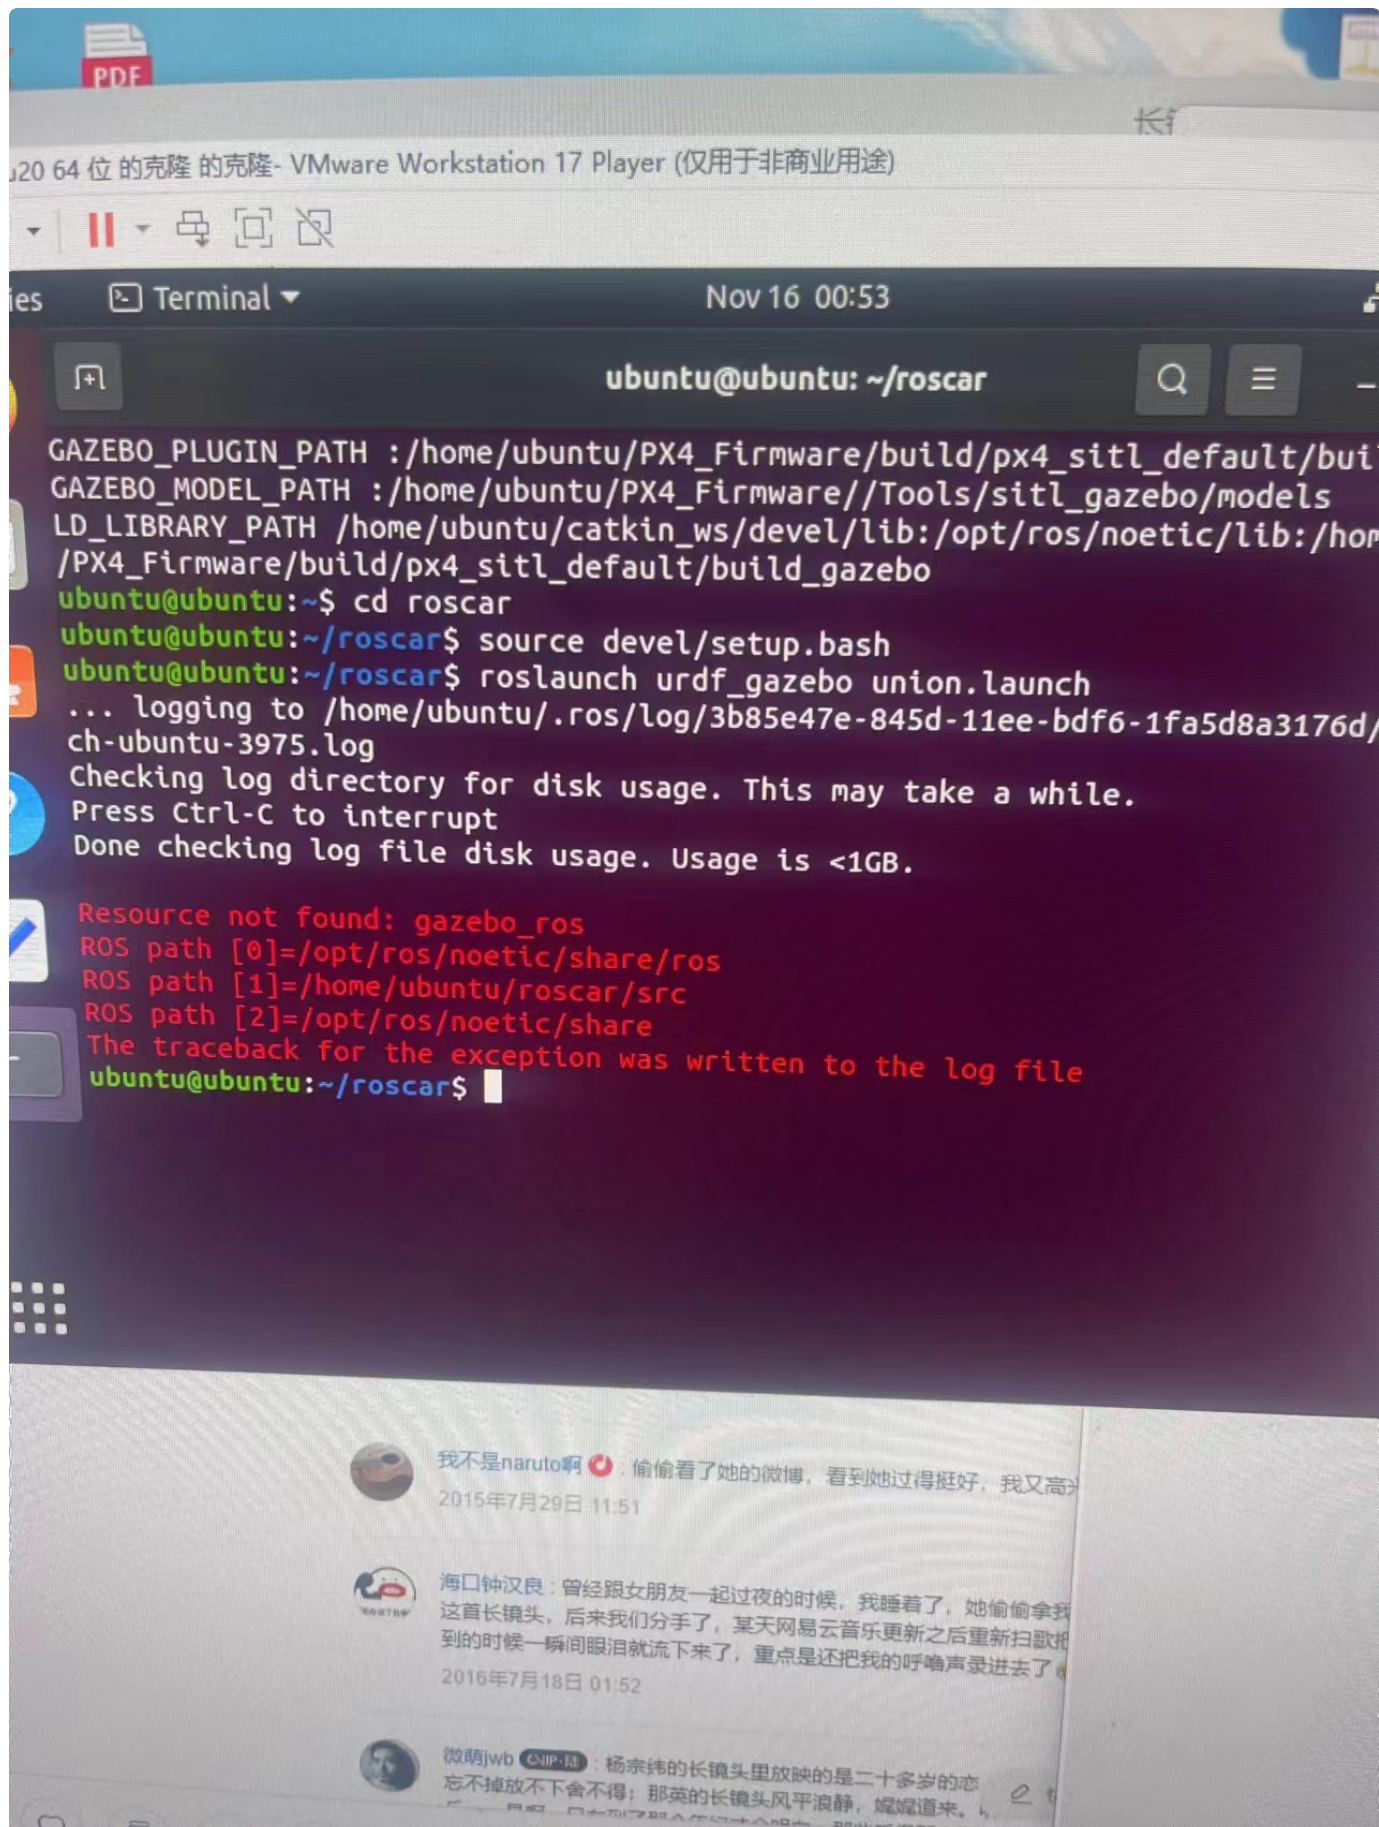 PDF
20 64 位 的克隆 的克隆- VMware Workstation 17 Player (仅用于非商业用途)
Terminal
Nov 16 00:53
ubuntu@ubuntu: ~/roscar
GAZEBO_PLUGIN_PATH :/home/ubuntu/PX4_Firmware/build/px4_sitl_default/bui
GAZEBO_MODEL_PATH :/home/ubuntu/PX4_Firmware//Tools/sitl_gazebo/models
LD_LIBRARY_PATH /home/ubuntu/catkin_ws/devel/lib:/opt/ros/noetic/lib:/hom
/PX4_Firmware/build/px4_sitl_default/build_gazebo
ubuntu@ubuntu:~$ cd roscar
ubuntu@ubuntu:~/roscar$ source devel/setup.bash
ubuntu@ubuntu:~/roscar$ roslaunch urdf_gazebo union.launch
... logging to /home/ubuntu/.ros/log/3b85e47e-845d-11ee-bdf6-1fa5d8a3176d/
ch-ubuntu-3975.log
Checking log directory for disk usage. This may take a while.
Press Ctrl-C to interrupt
Done checking log file disk usage. Usage is <1GB.
Resource not found: gazebo_ros
ROS path [0]=/opt/ros/noetic/share/ros
ROS path [1]=/home/ubuntu/roscar/src
ROS path [2]=/opt/ros/noetic/share
The traceback for the exception was written to the log file
ubuntu@ubuntu:~/roscar$
我不是naruto啊 : 偷偷看了她的微博，看到她过得挺好，我又高兴
2015年7月29日 11:51
海口钟汉良 : 曾经跟女朋友一起过夜的时候，我睡着了，她偷偷拿我
这首长镜头，后来我们分手了，某天网易云音乐更新之后重新扫歌把
到的时候一瞬间眼泪就流下来了，重点是还把我的呼噜声录进去了
2016年7月18日 01:52
微萌jwb : 杨宗纬的长镜头里放映的是二十多岁的恋
忘不掉放不下舍不得；那英的长镜头风平浪静，娓娓道来。